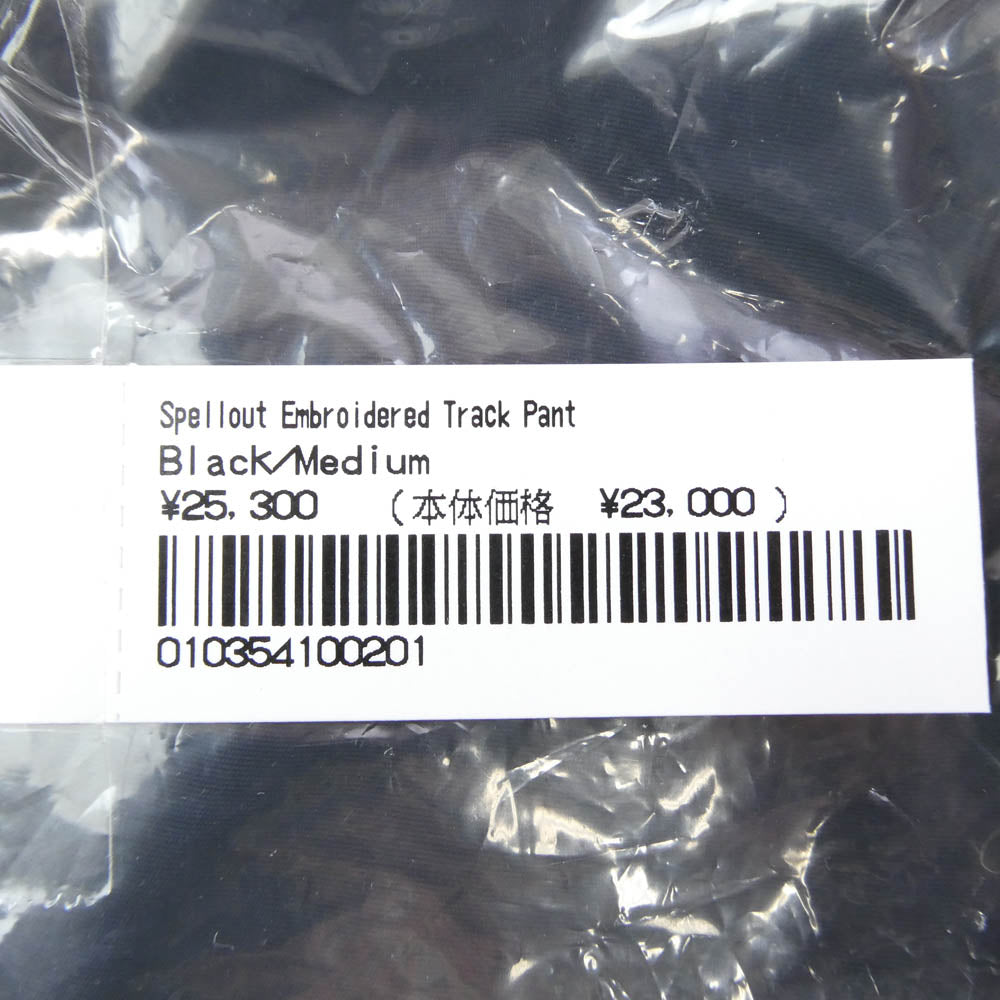 Spellout Embroidered Track Pant
Black/Medium
¥25,300 (本体価格 ¥23,000 )
010354100201